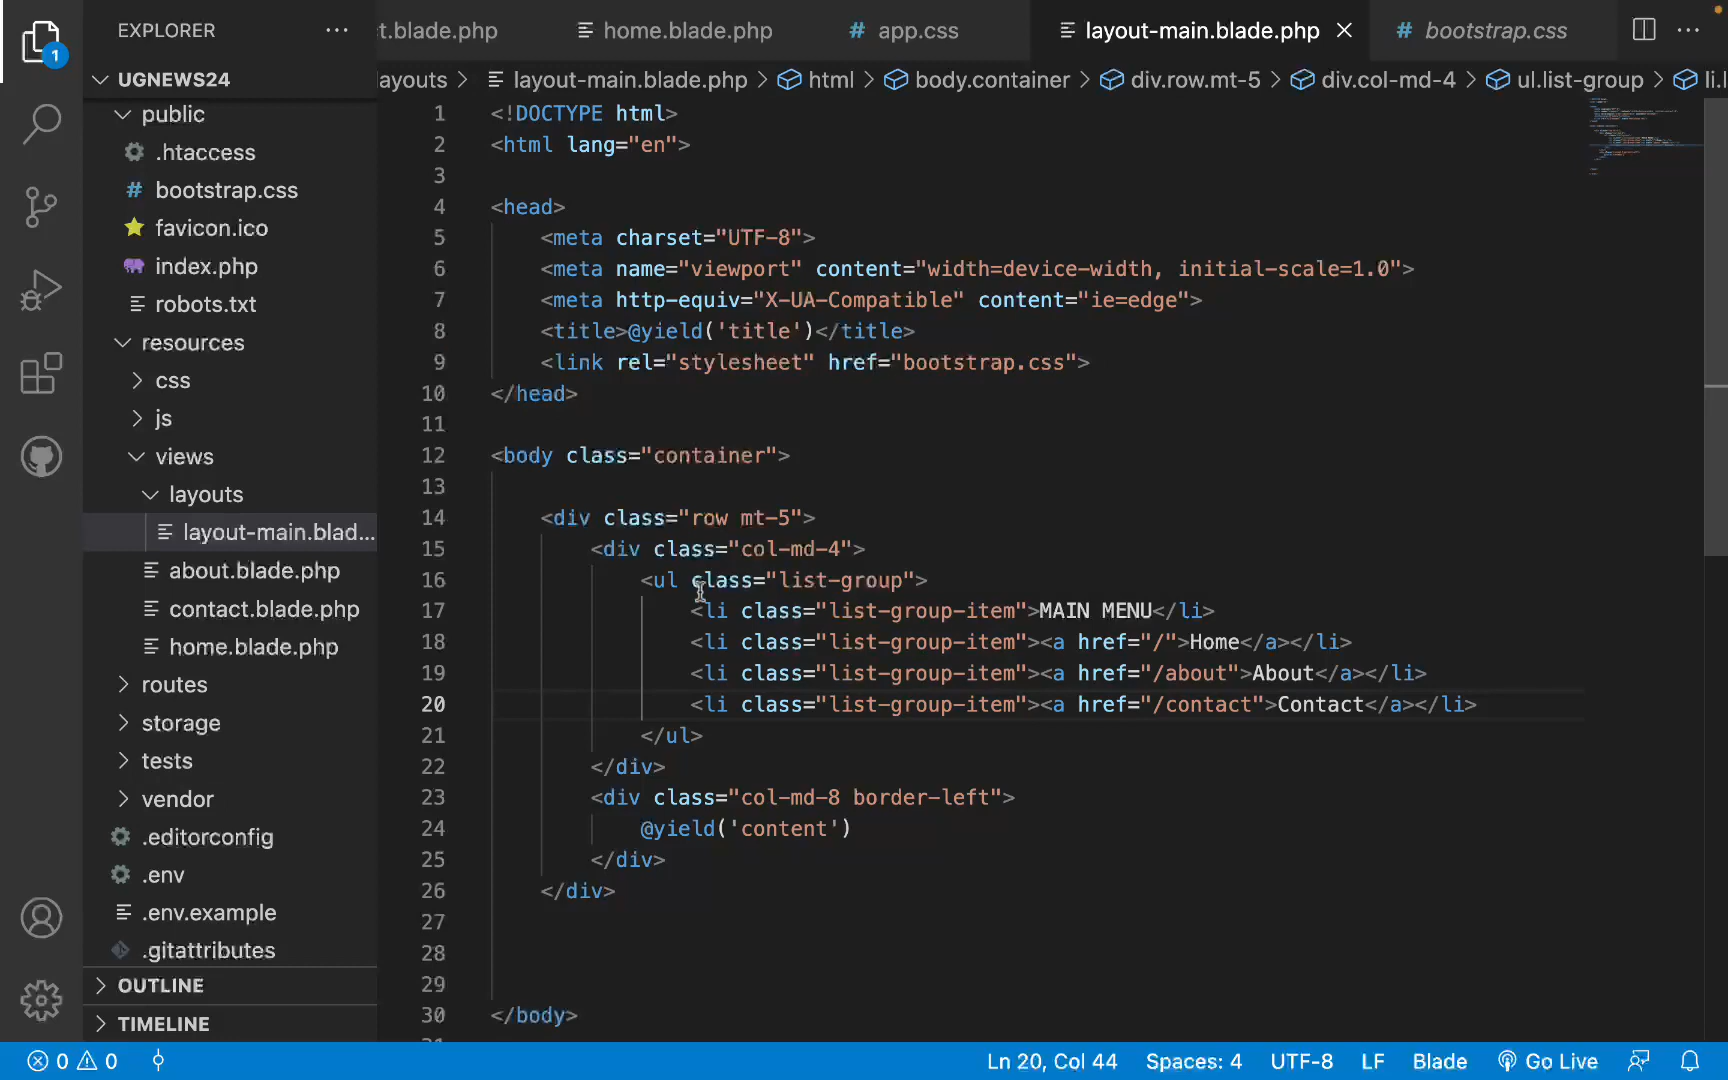 EXPLORER
t.blade.php
home.blade.php
# app.css
layout-main.blade.php
# bootstrap.css
1
UGNEWS24
layouts > layout-main.blade.php > html > body.container > div.row.mt-5 > div.col-md-4 > ul.list-group > li.l
public
.htaccess
# bootstrap.css
favicon.ico
index.php
robots.txt
resources
css
js
views
layouts
layout-main.blad...
about.blade.php
contact.blade.php
home.blade.php
routes
storage
tests
vendor
.editorconfig
.env
.env.example
.gitattributes
OUTLINE
TIMELINE
1 <!DOCTYPE html>
2 <html lang="en">
3
4 <head>
5 <meta charset="UTF-8">
6 <meta name="viewport" content="width=device-width, initial-scale=1.0">
7 <meta http-equiv="X-UA-Compatible" content="ie=edge">
8 <title>@yield('title')</title>
9 <link rel="stylesheet" href="bootstrap.css">
10 </head>
11
12 <body class="container">
13
14 <div class="row mt-5">
15 <div class="col-md-4">
16 <ul class="list-group">
17 <li class="list-group-item">MAIN MENU</li>
18 <li class="list-group-item"><a href="/">Home</a></li>
19 <li class="list-group-item"><a href="/about">About</a></li>
20 <li class="list-group-item"><a href="/contact">Contact</a></li>
21 </ul>
22 </div>
23 <div class="col-md-8 border-left">
24 @yield('content')
25 </div>
26 </div>
27
28
29
30 </body>
0 0
Ln 20, Col 44
Spaces: 4
UTF-8
LF
Blade
Go Live